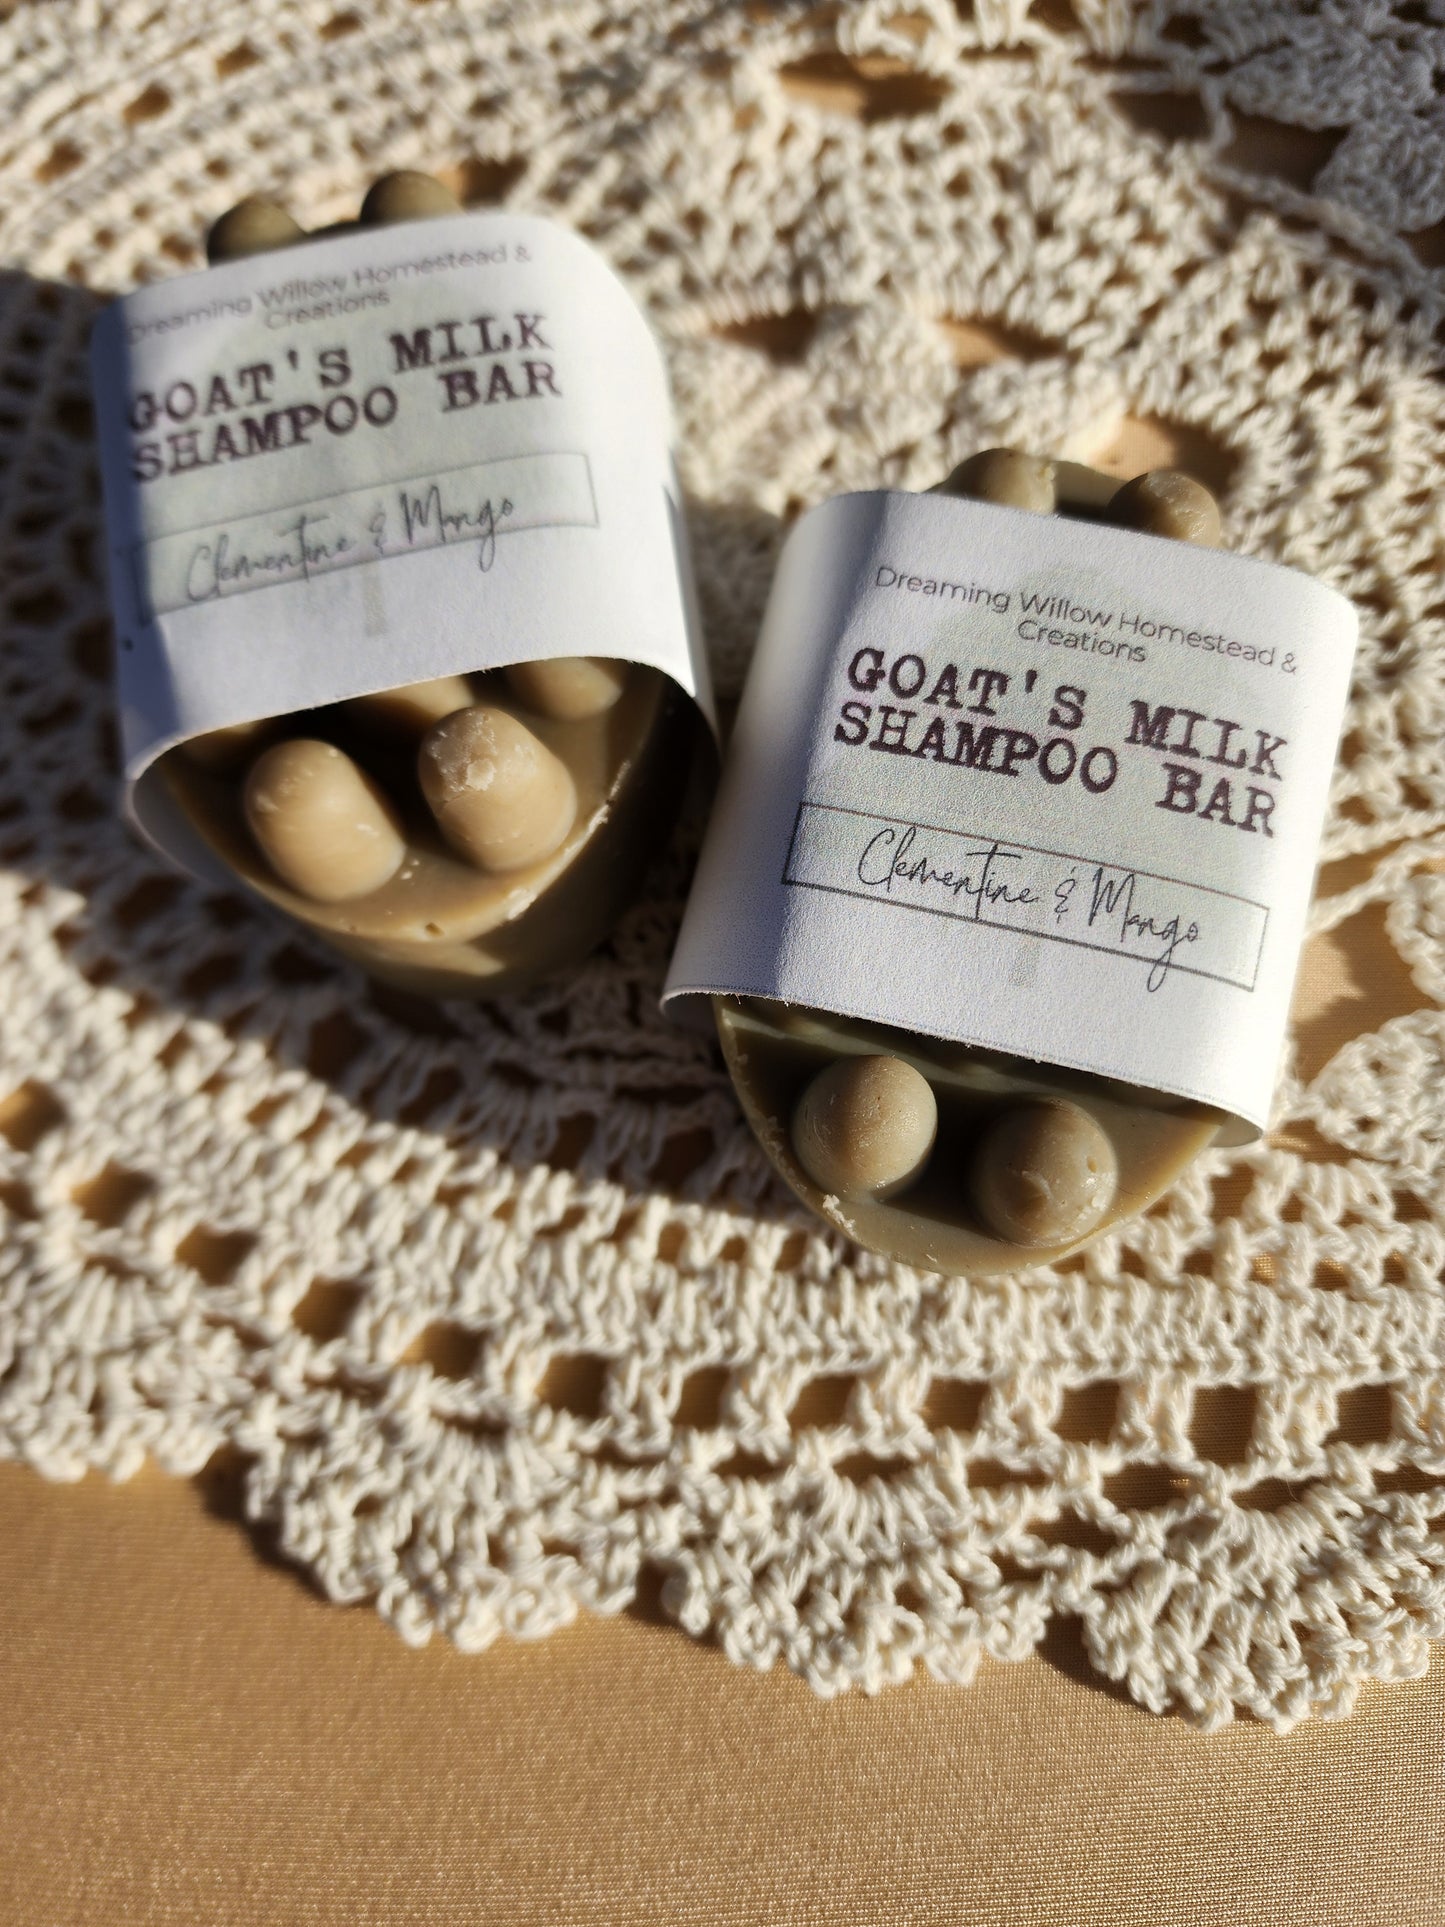 Dreaming Willow Homestead &
Creations
GOAT'S MILK
SHAMPOO BAR
Clementine & Mango
Dreaming Willow Homestead &
Creations
GOAT'S MILK
SHAMPOO BAR
Clementine & Mango